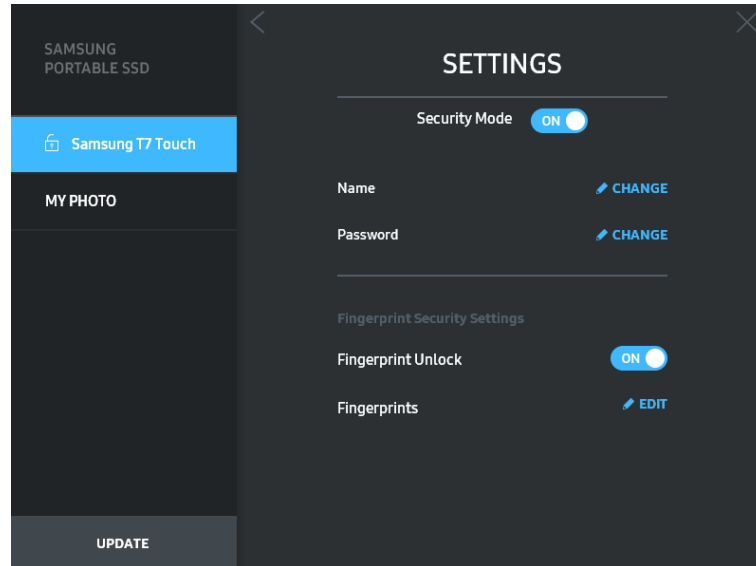 SAMSUNG
PORTABLE SSD
Samsung T7 Touch
MY PHOTO
UPDATE
SETTINGS
Security Mode ON
Name CHANGE
Password CHANGE
Fingerprint Security Settings
Fingerprint Unlock ON
Fingerprints EDIT